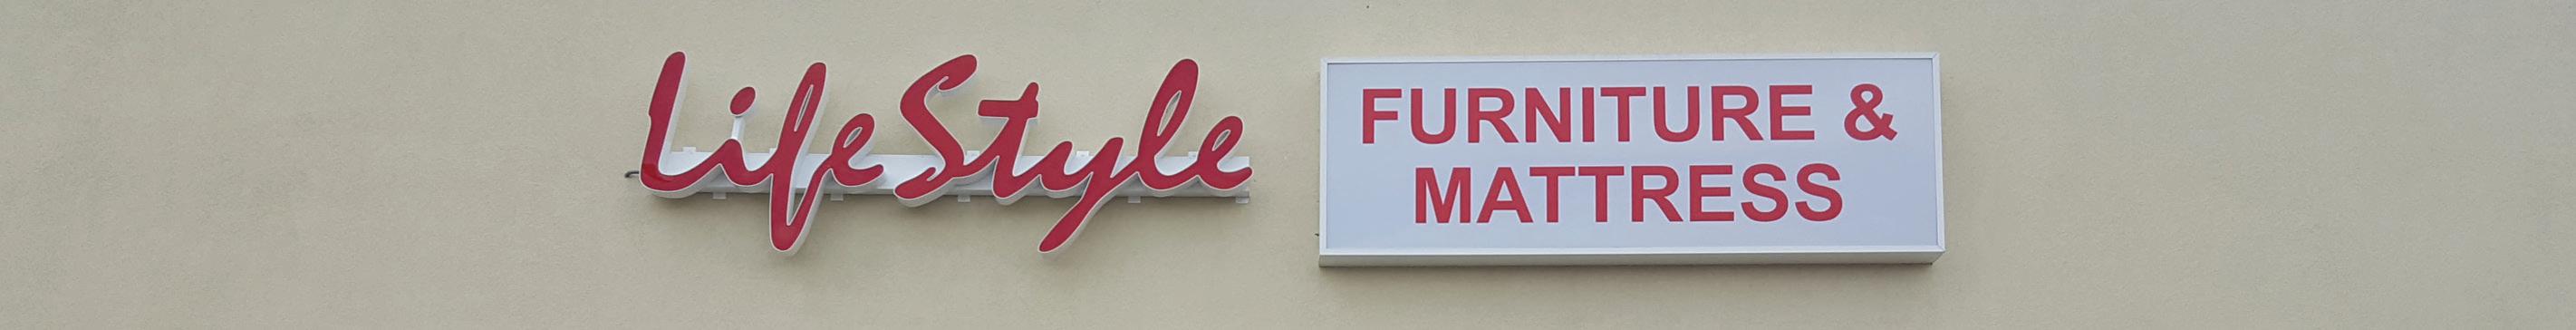 LifeStyle
FURNITURE &
MATTRESS